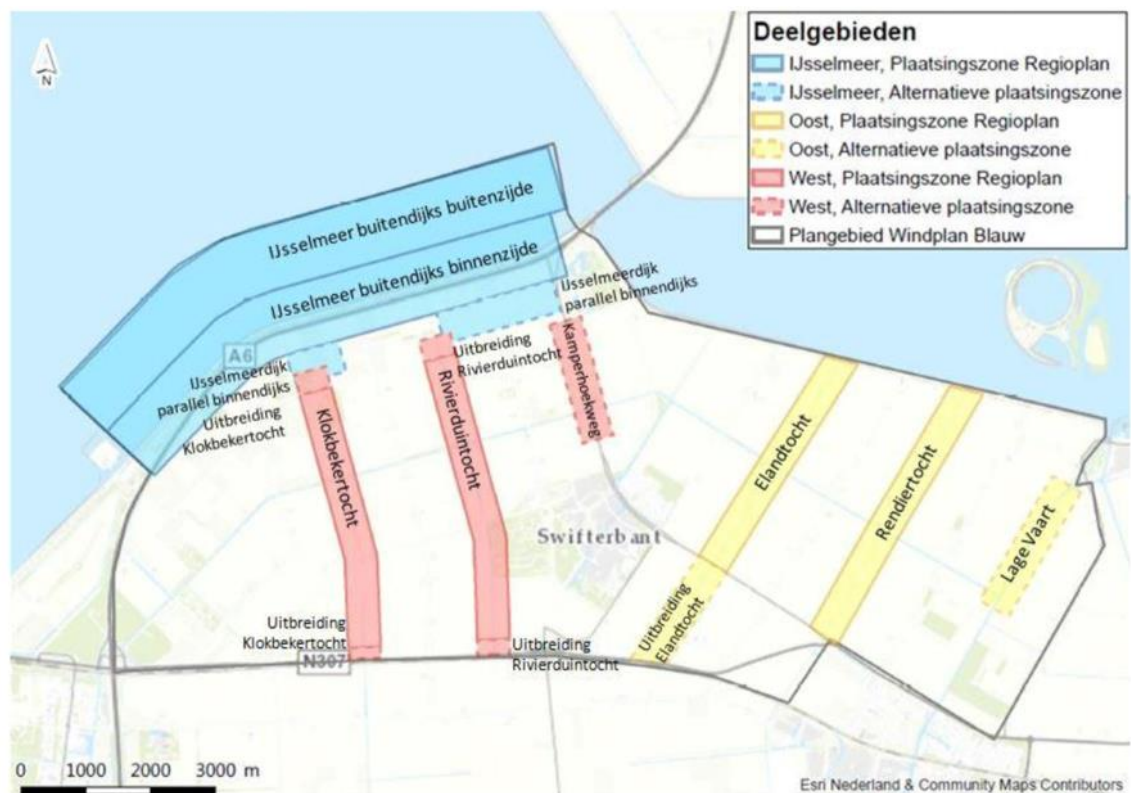 Deelgebieden
IJsselmeer, Plaatsingszone Regioplan
IJsselmeer, Alternatieve plaatsingszone
Oost, Plaatsingszone Regioplan
Oost, Alternatieve plaatsingszone
West, Plaatsingszone Regioplan
West, Alternatieve plaatsingszone
Plangebied Windplan Blauw
N
IJsselmeer buitendijks buitenzijde
IJsselmeer buitendijks binnenzijde
IJsselmeerdijk
parallel binnendijks
A6
IJsselmeerdijk
parallel binnendijks
Uitbreiding
Klokbekertocht
Uitbreiding
Rivierduintocht
Kamperhoekweg
Klokbekertocht
Rivierduintocht
Elandtocht
Rendiertocht
Lage Vaart
Swifterbant
Uitbreiding
Elandtocht
Uitbreiding
Klokbekertocht
N307
Uitbreiding
Rivierduintocht
0 1000 2000 3000 m
Esri Nederland & Community Maps Contributors